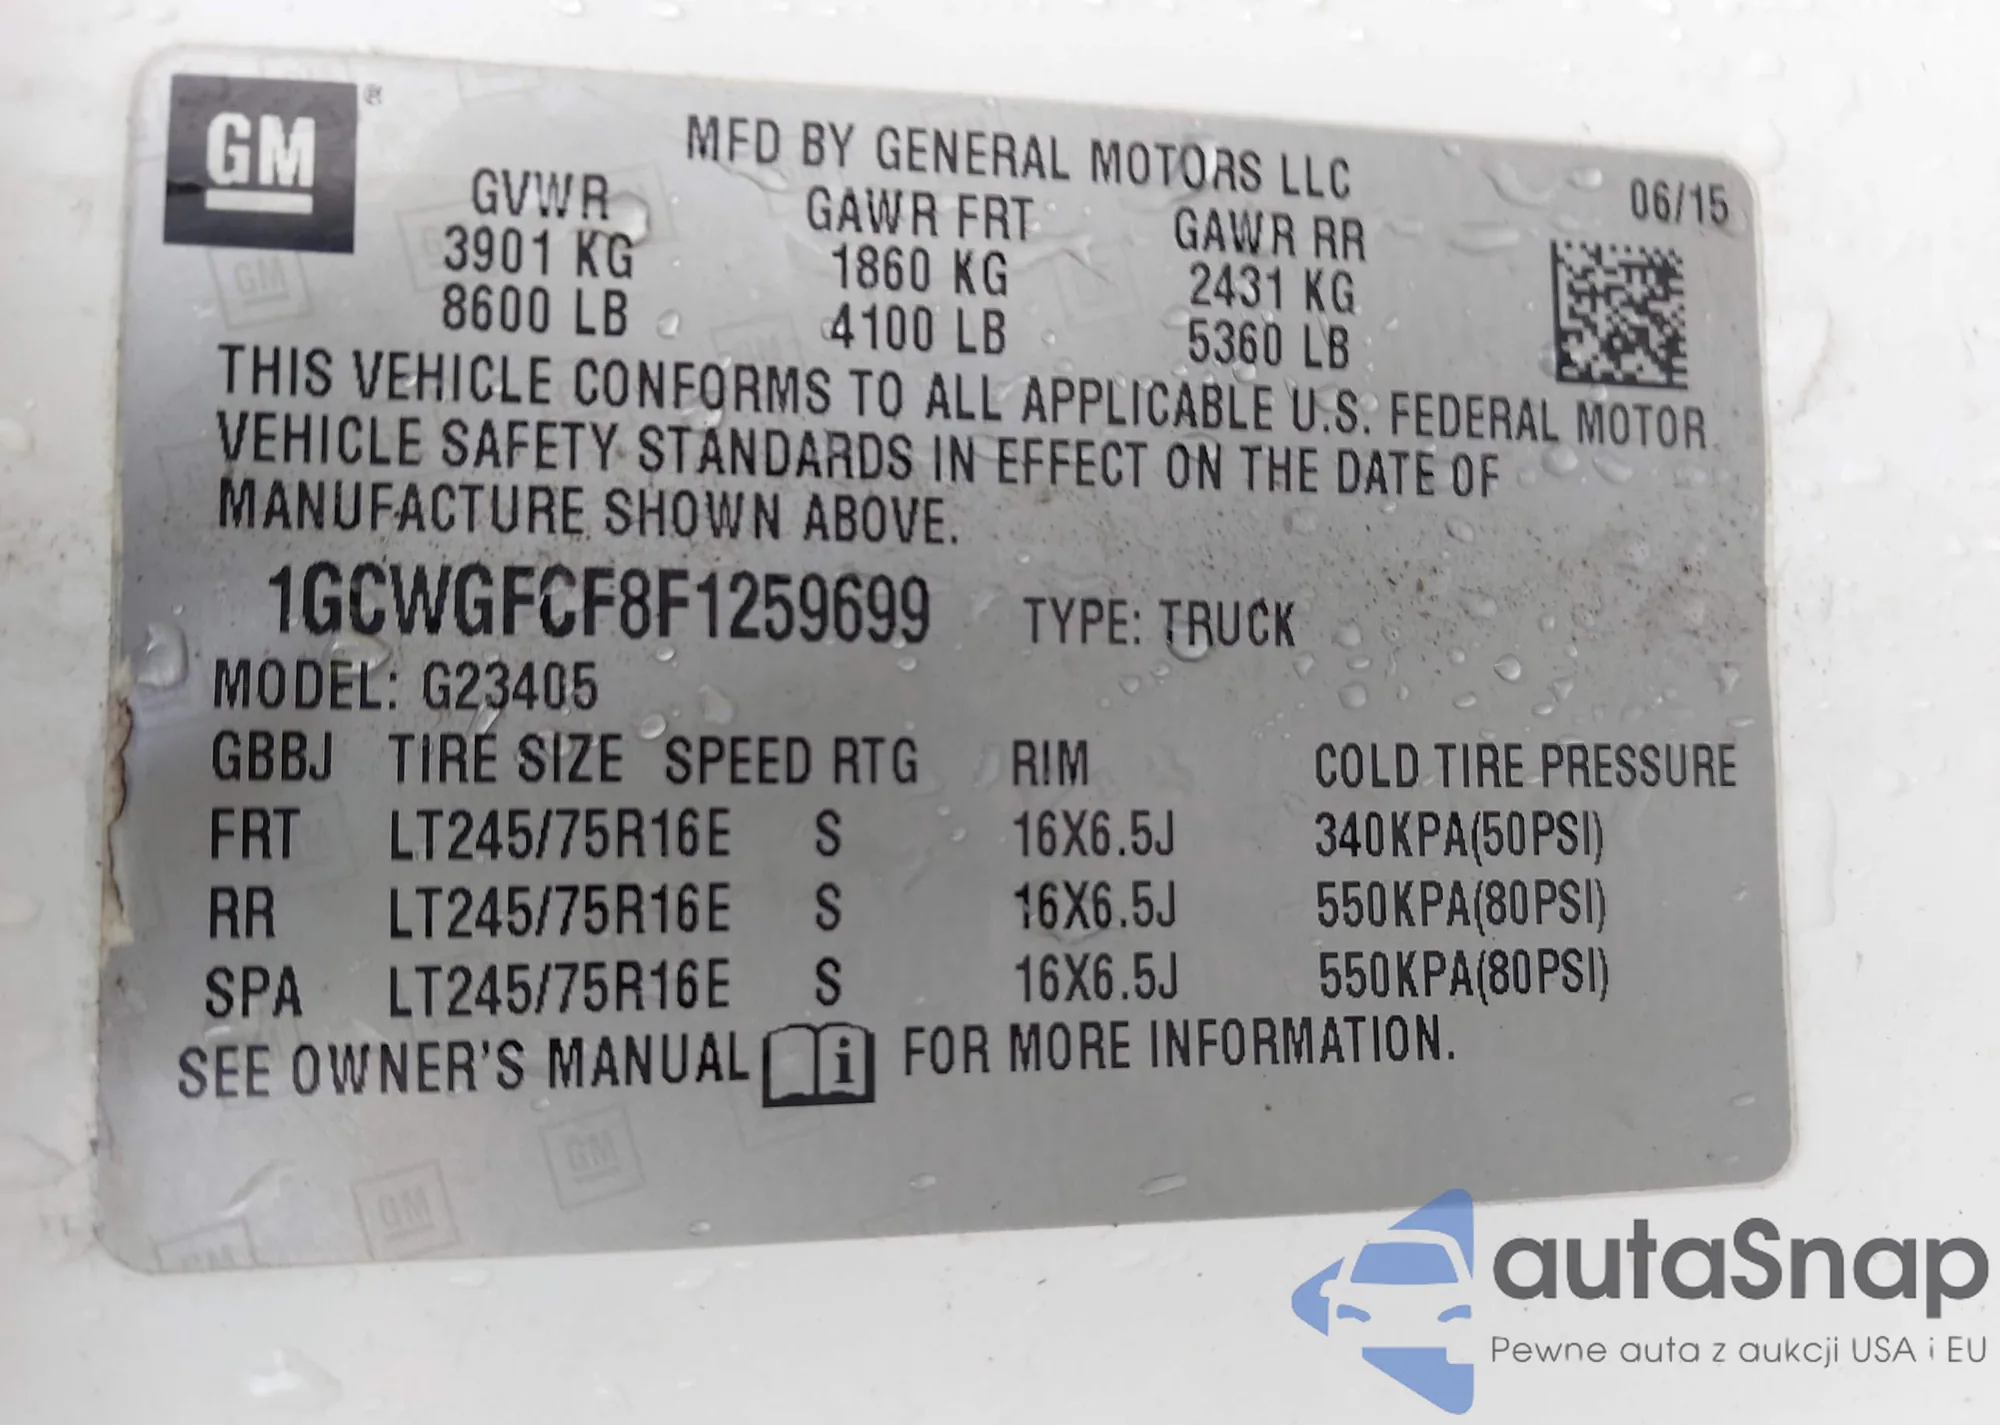 GM®
MFD BY GENERAL MOTORS LLC
06/15
GVWR GAWR FRT GAWR RR
3901 KG 1860 KG 2431 KG
8600 LB 4100 LB 5360 LB
THIS VEHICLE CONFORMS TO ALL APPLICABLE U.S. FEDERAL MOTOR
VEHICLE SAFETY STANDARDS IN EFFECT ON THE DATE OF
MANUFACTURE SHOWN ABOVE.
1GCWGFCF8F1259699 TYPE: TRUCK
MODEL: G23405
GBBJ TIRE SIZE SPEED RTG RIM COLD TIRE PRESSURE
FRT LT245/75R16E S 16X6.5J 340KPA(50PSI)
RR LT245/75R16E S 16X6.5J 550KPA(80PSI)
SPA LT245/75R16E S 16X6.5J 550KPA(80PSI)
SEE OWNER'S MANUAL i FOR MORE INFORMATION.
GM
GM
GM
autaSnap
Pewne auta z aukcji USA i EU